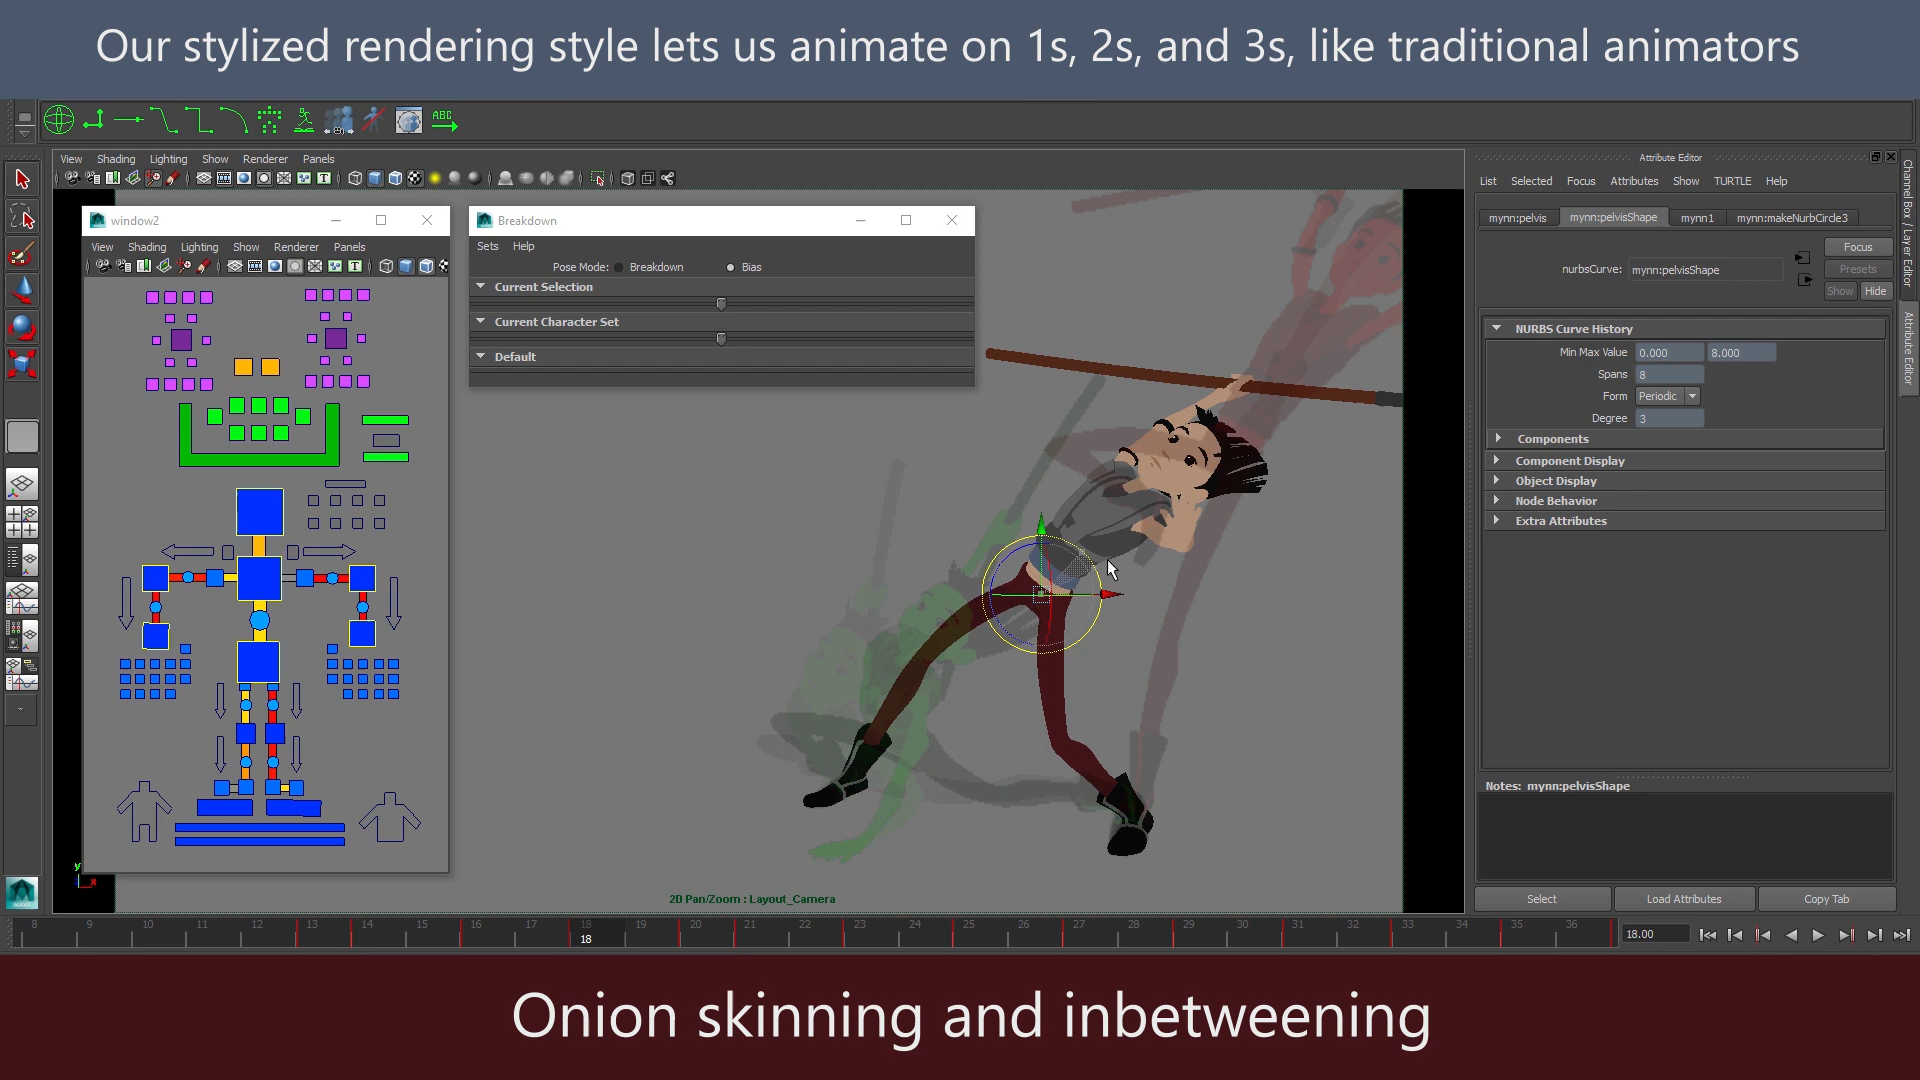 Our stylized rendering style lets us animate on 1s, 2s, and 3s, like traditional animators
ABC
View Shading Lighting Show Renderer Panels
Attribute Editor
List Selected Focus Attributes Show TURTLE Help
Channel Box / Layer Editor
Attribute Editor
window2
View Shading Lighting Show Renderer Panels
Breakdown
Sets Help
Pose Mode: Breakdown Bias
Current Selection
Current Character Set
Default
mynn:pelvis mynn:pelvisShape mynn1 mynn:makeNurbCircle3
Focus
nurbsCurve: mynn:pelvisShape
Presets
Show Hide
NURBS Curve History
Min Max Value 0.000 8.000
Spans 8
Form Periodic
Degree 3
Components
Component Display
Object Display
Node Behavior
Extra Attributes
Notes: mynn:pelvisShape
Select Load Attributes Copy Tab
y
x
2D Pan/Zoom : Layout_Camera
8 9 10 11 12 13 14 15 16 17 18 19 20 21 22 23 24 25 26 27 28 29 30 31 32 33 34 35 36
18
18.00
Onion skinning and inbetweening